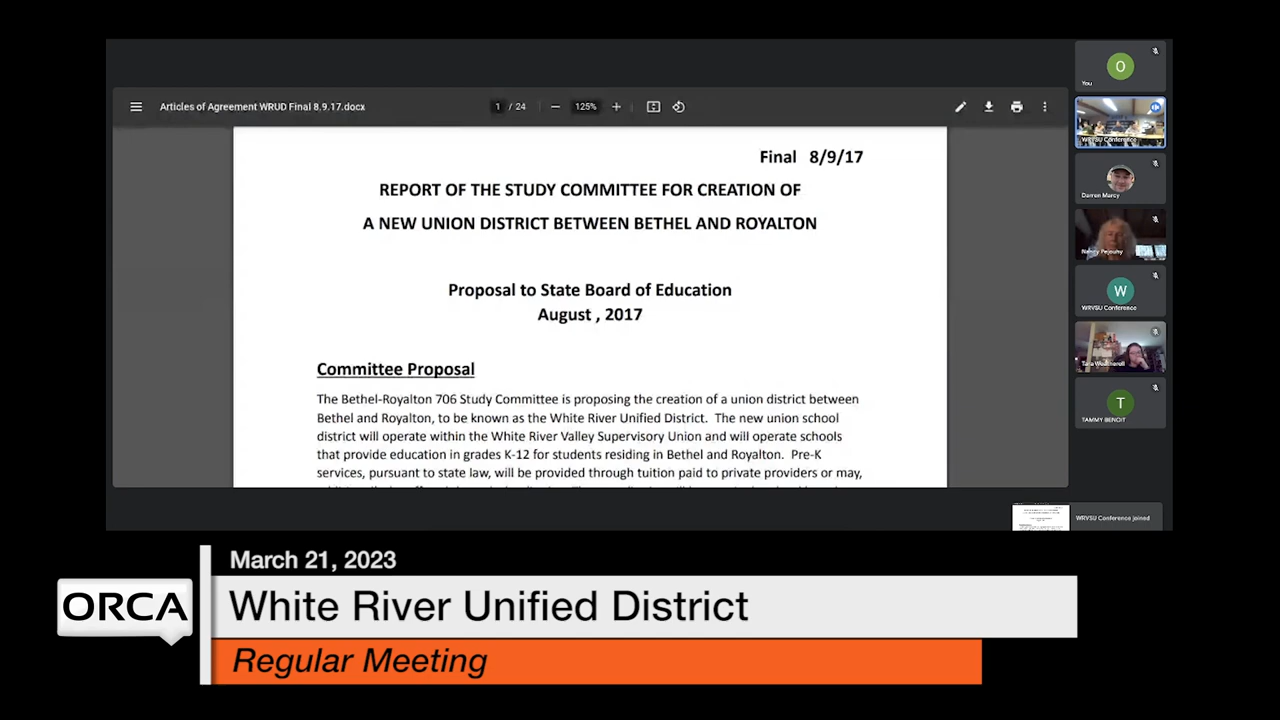 Articles of Agreement WRUD Final 8.9.17.docx
1 / 24
125%
Final 8/9/17
REPORT OF THE STUDY COMMITTEE FOR CREATION OF
A NEW UNION DISTRICT BETWEEN BETHEL AND ROYALTON
Proposal to State Board of Education
August , 2017
Committee Proposal
The Bethel-Royalton 706 Study Committee is proposing the creation of a union district between
Bethel and Royalton, to be known as the White River Unified District. The new union school
district will operate within the White River Valley Supervisory Union and will operate schools
that provide education in grades K-12 for students residing in Bethel and Royalton. Pre-K
services, pursuant to state law, will be provided through tuition paid to private providers or may,
O
You
WRVSU Conference
Darren Marcy
Nancy Pejouhy
W
WRVSU Conference
Tara Weatherell
T
TAMMY BENOIT
WRVSU Conference joined
March 21, 2023
ORCA
White River Unified District
Regular Meeting